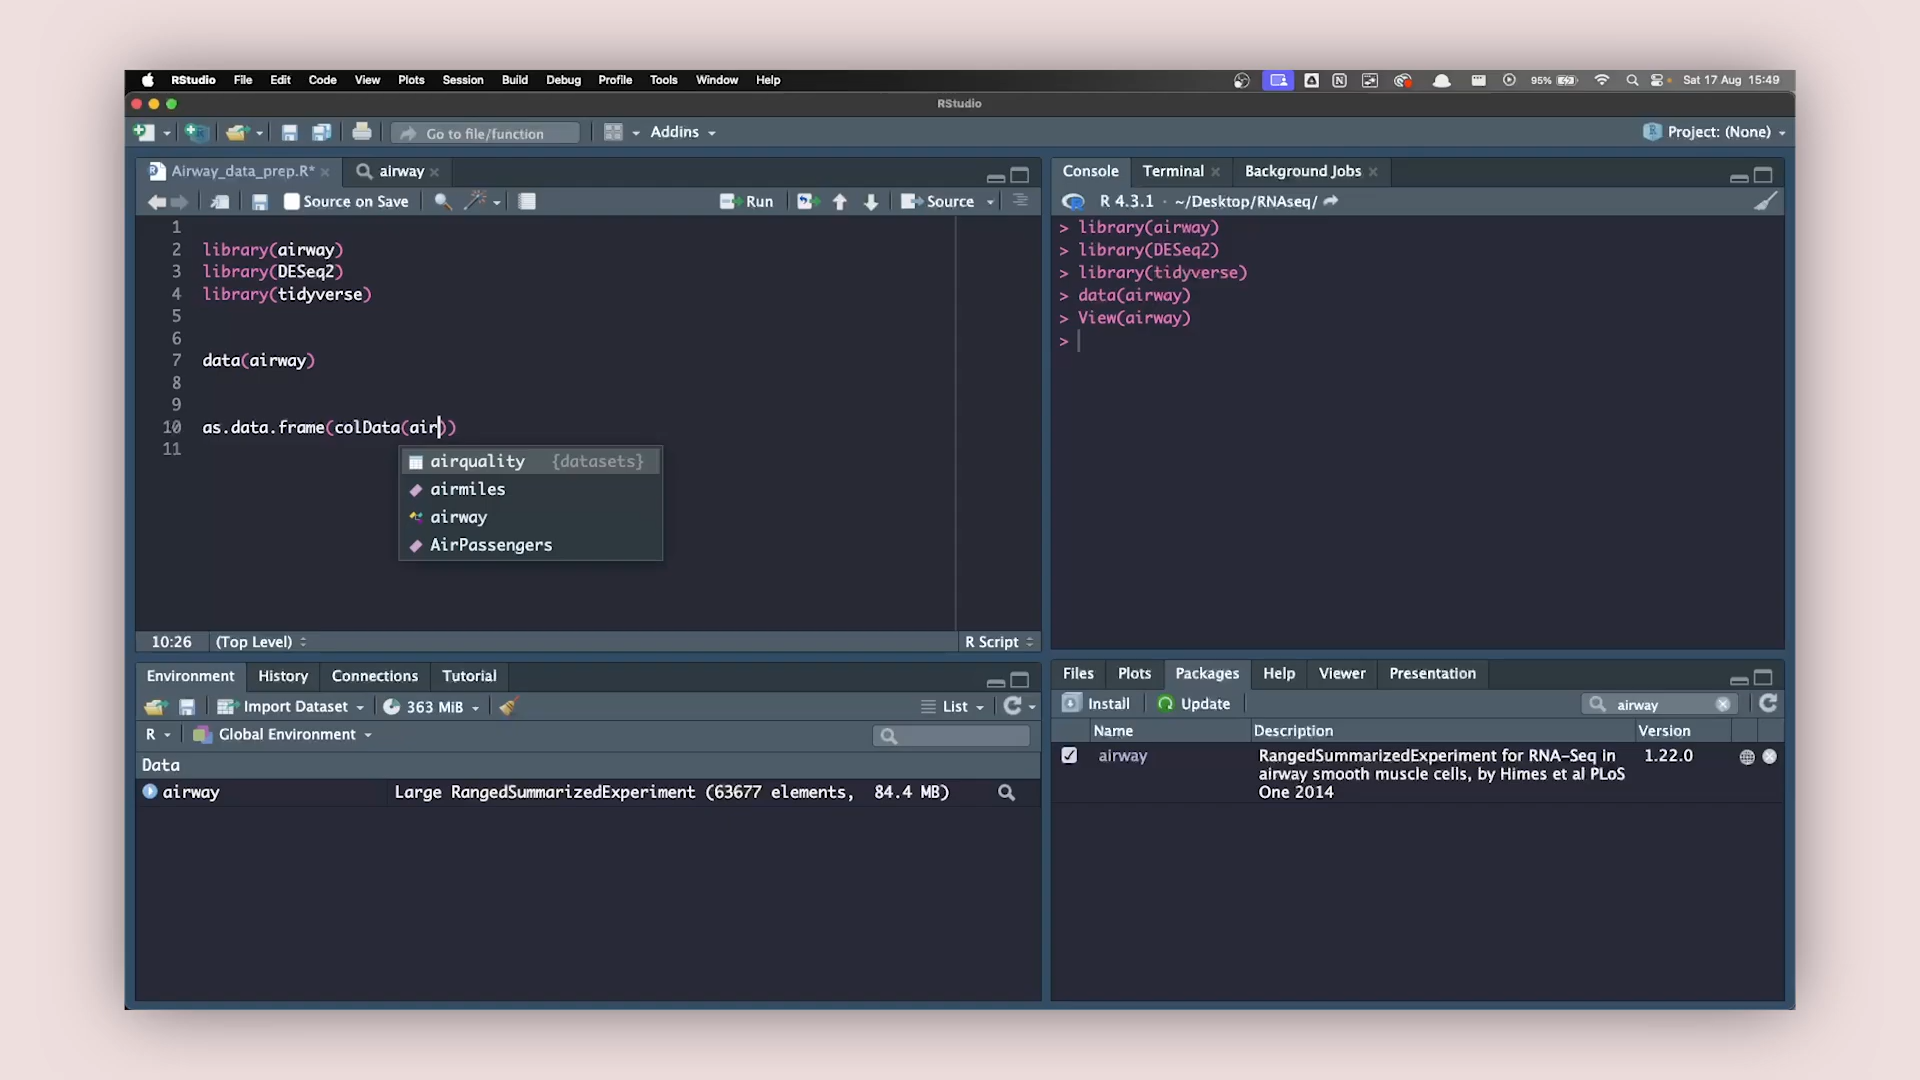 RStudio File Edit Code View Plots Session Build Debug Profile Tools Window Help 95% Sat 17 Aug 15:49
RStudio
Go to file/function Addins Project: (None)
Airway_data_prep.R* airway
Source on Save Run Source
1
2 library(airway)
3 library(DESeq2)
4 library(tidyverse)
5
6
7 data(airway)
8
9
10 as.data.frame(colData(air))
11
airquality {datasets}
airmiles
airway
AirPassengers
10:26 (Top Level) R Script
Console Terminal Background Jobs
R 4.3.1 · ~/Desktop/RNAseq/
> library(airway)
> library(DESeq2)
> library(tidyverse)
> data(airway)
> View(airway)
>
Environment History Connections Tutorial
Import Dataset 363 MiB List
R Global Environment
Data
airway Large RangedSummarizedExperiment (63677 elements, 84.4 MB)
Files Plots Packages Help Viewer Presentation
Install Update airway
Name Description Version
airway RangedSummarizedExperiment for RNA-Seq in 1.22.0
airway smooth muscle cells, by Himes et al PLoS
One 2014